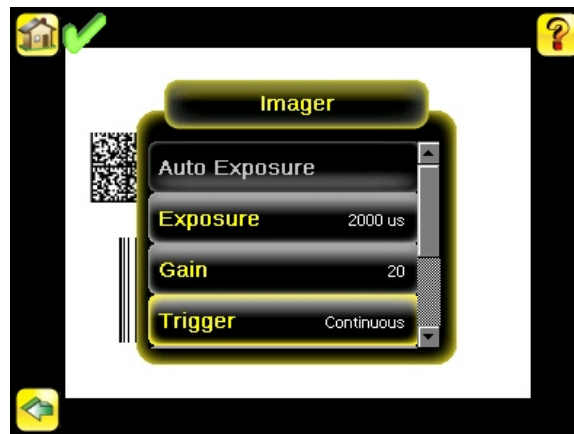 Imager
Auto Exposure
Exposure 2000 us
Gain 20
Trigger Continuous